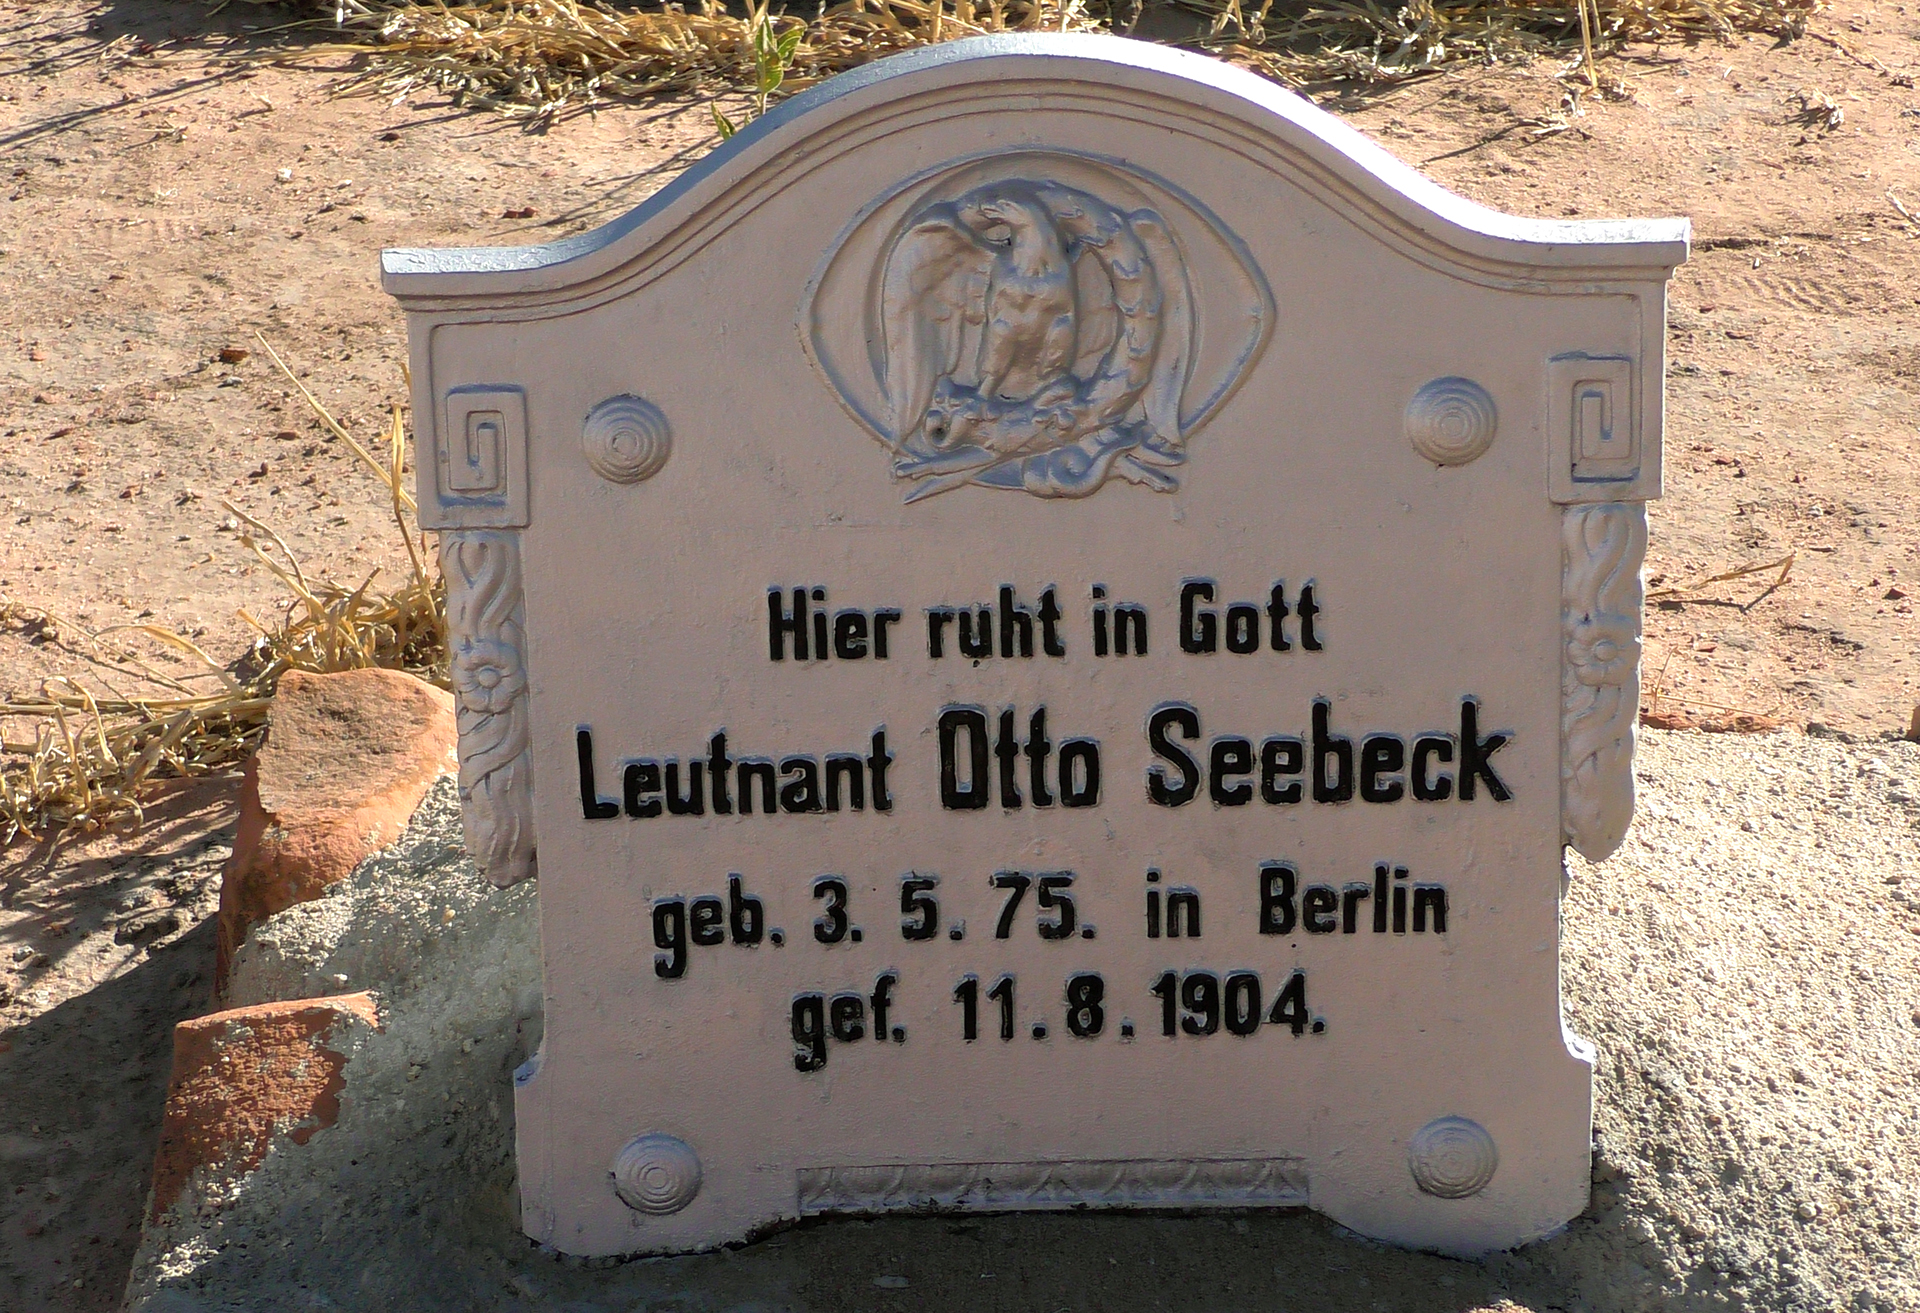 Hier ruht in Gott
Leutnant Otto Seebeck
geb. 3. 5. 75. in Berlin
gef. 11. 8. 1904.